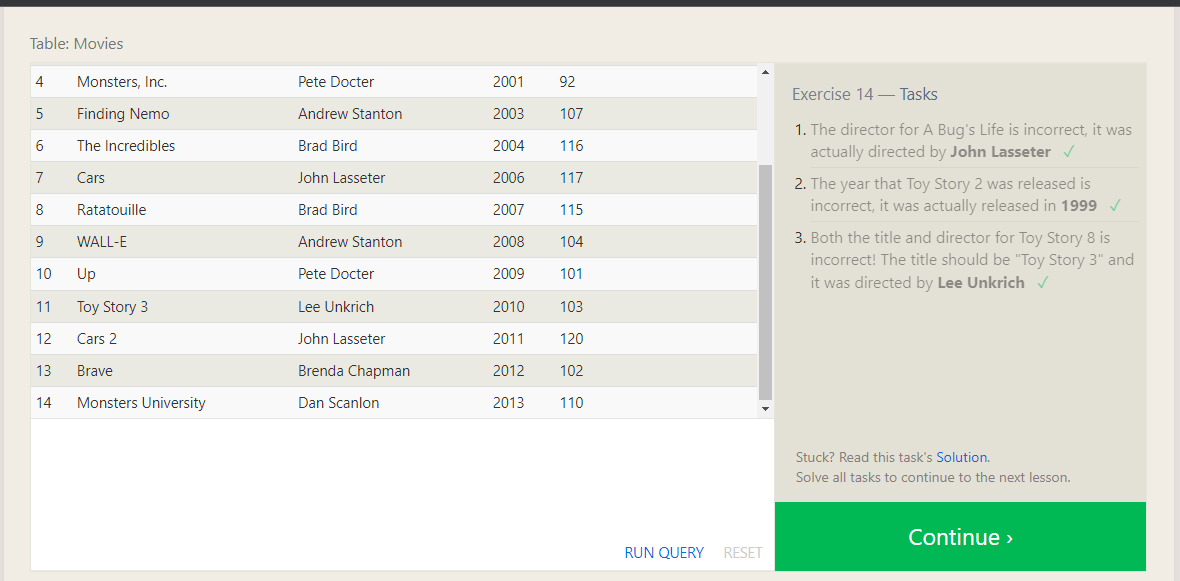 Table: Movies
4 Monsters, Inc. Pete Docter 2001 92
5 Finding Nemo Andrew Stanton 2003 107
6 The Incredibles Brad Bird 2004 116
7 Cars John Lasseter 2006 117
8 Ratatouille Brad Bird 2007 115
9 WALL-E Andrew Stanton 2008 104
10 Up Pete Docter 2009 101
11 Toy Story 3 Lee Unkrich 2010 103
12 Cars 2 John Lasseter 2011 120
13 Brave Brenda Chapman 2012 102
14 Monsters University Dan Scanlon 2013 110
RUN QUERY RESET
Exercise 14 — Tasks
1. The director for A Bug's Life is incorrect, it was
actually directed by John Lasseter ✓
2. The year that Toy Story 2 was released is
incorrect, it was actually released in 1999 ✓
3. Both the title and director for Toy Story 8 is
incorrect! The title should be "Toy Story 3" and
it was directed by Lee Unkrich ✓
Stuck? Read this task's Solution.
Solve all tasks to continue to the next lesson.
Continue ›